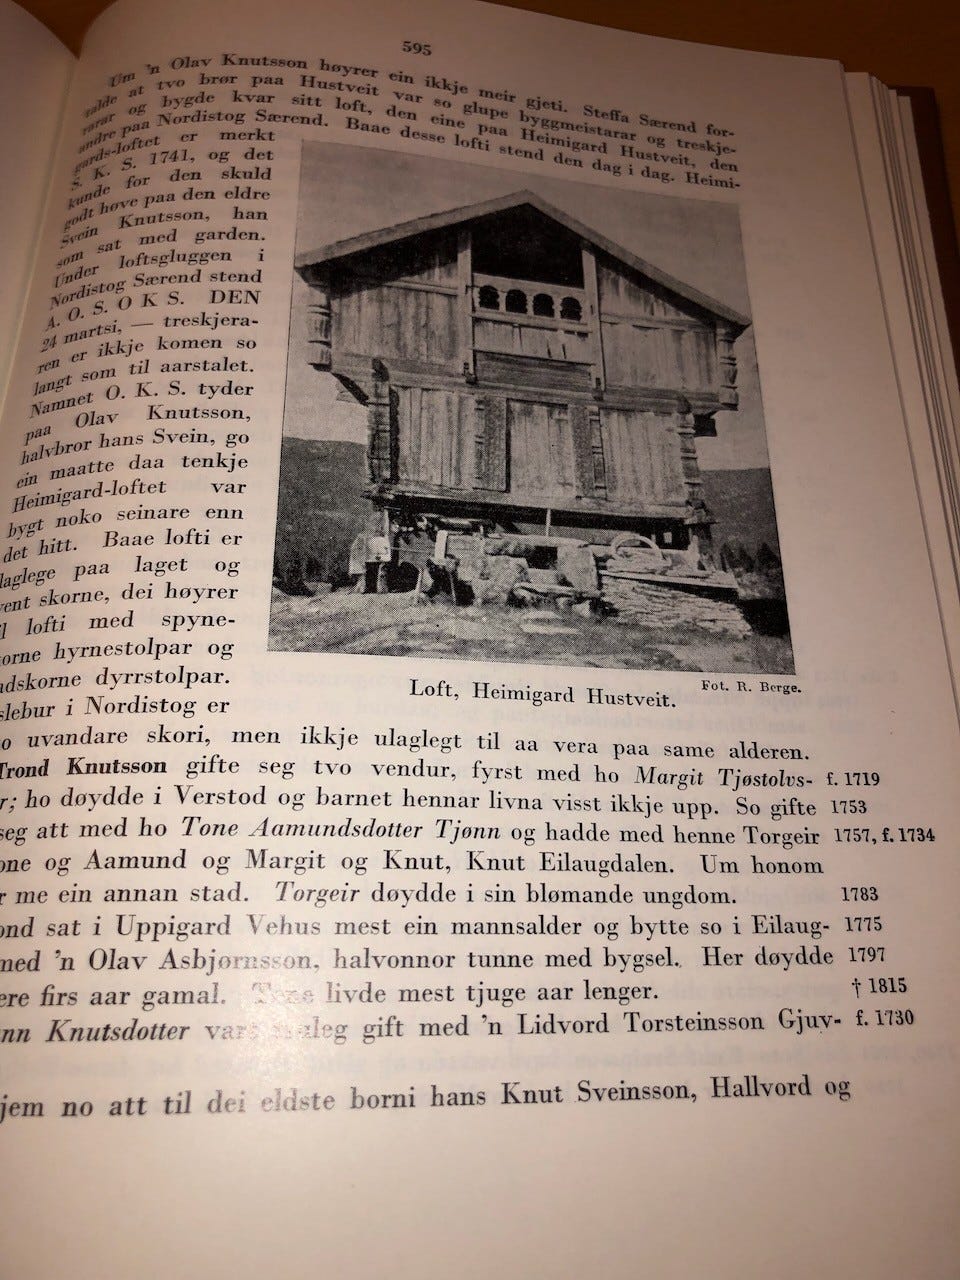 595
Um 'n Olav Knutsson høyrer ein ikkje meir gjeti. Steffa Særend for-
talde at tvo brør paa Hustveit var so glupe byggmeistarar og treskje-
rarar og bygde kvar sitt loft, den eine paa Heimigard Hustveit, den
andre paa Nordistog Særend. Baae desse lofti stend den dag i dag. Heimi-
gards-loftet er merkt
S. K. S. 1741, og det
kunde for den skuld
godt høve paa den eldre
Svein Knutsson, han
som sat med garden.
Under loftsgluggen i
Nordistog Særend stend
A. O. S. O K S. DEN
24 martsi, — treskjera-
ren er ikkje komen so
langt som til aarstalet.
Namnet O. K. S. tyder
paa Olav Knutsson,
halvbror hans Svein, go
ein maatte daa tenkje
Heimigard-loftet var
bygt noko seinare enn
det hitt. Baae lofti er
laglege paa laget og
vent skorne, dei høyrer
lofti med spyne-
orne hyrnestolpar og
dskorne dyrrstolpar.
slebur i Nordistog er
o uvandare skori, men ikkje ulaglegt til aa vera paa same alderen.
Loft, Heimigard Hustveit.
Fot. R. Berge.
Trond Knutsson gifte seg tvo vendur, fyrst med ho Margit Tjøstolvs- f. 1719
r; ho døydde i Verstod og barnet hennar livna visst ikkje upp. So gifte 1753
seg att med ho Tone Aamundsdotter Tjønn og hadde med henne Torgeir 1757, f. 1734
one og Aamund og Margit og Knut, Knut Eilaugdalen. Um honom
r me ein annan stad. Torgeir døydde i sin blømande ungdom. 1783
ond sat i Uppigard Vehus mest ein mannsalder og bytte so i Eilaug- 1775
med 'n Olav Asbjørnsson, halvonnor tunne med bygsel. Her døydde 1797
ere firs aar gamal. Tone livde mest tjuge aar lenger. † 1815
nn Knutsdotter vart gift med 'n Lidvord Torsteinsson Gjuv- f. 1730
jem no att til dei eldste borni hans Knut Sveinsson, Hallvord og